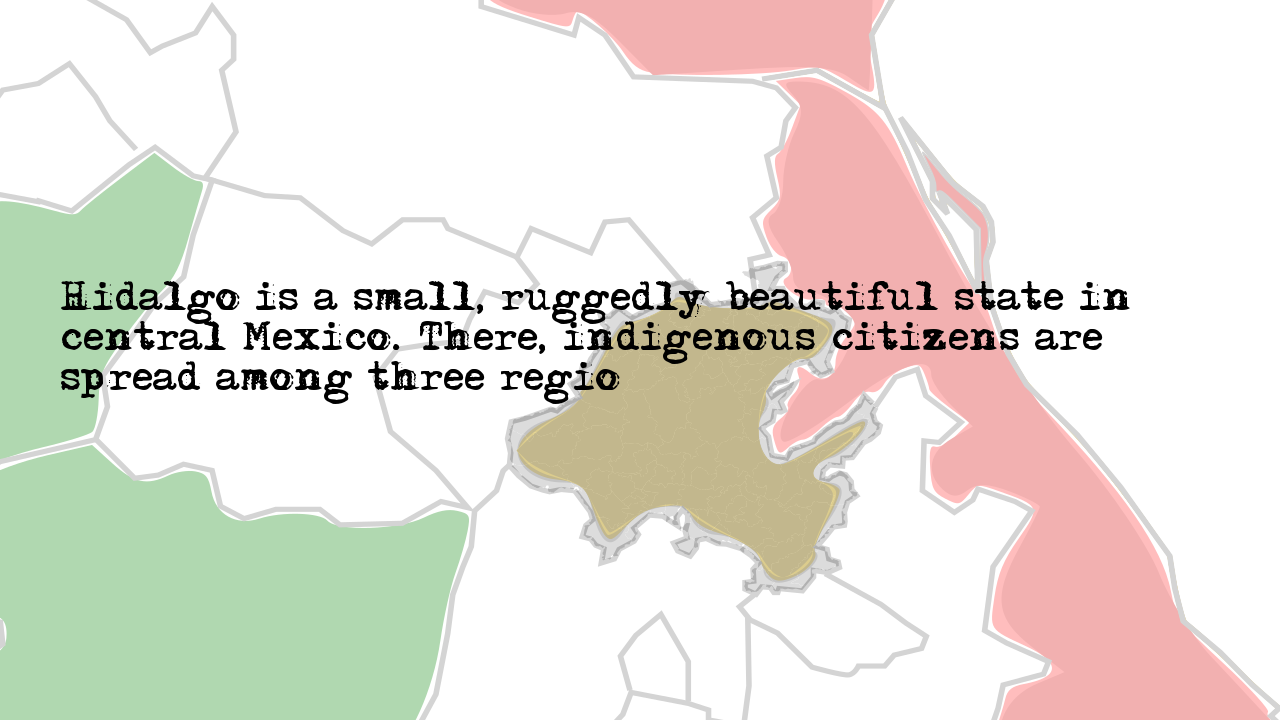 Hidalgo is a small, ruggedly beautiful state in
central Mexico. There, indigenous citizens are
spread among three regio